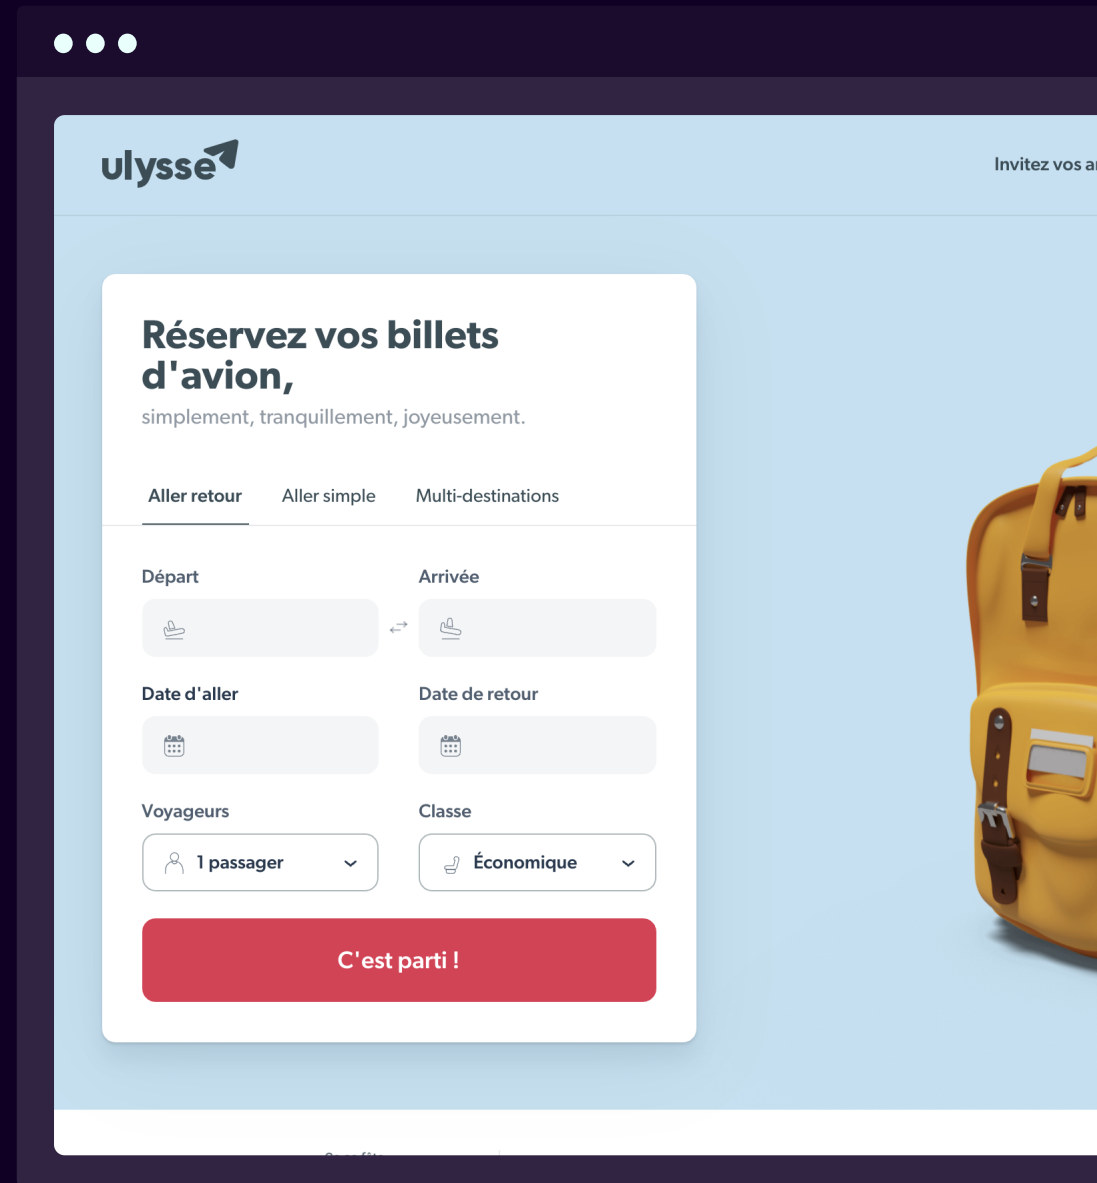 ulysse
Invitez vos
Réservez vos billets
d'avion,
simplement, tranquillement, joyeusement.
Aller retour Aller simple Multi-destinations
Départ Arrivée
Date d'aller Date de retour
Voyageurs Classe
1 passager Économique
C'est parti !